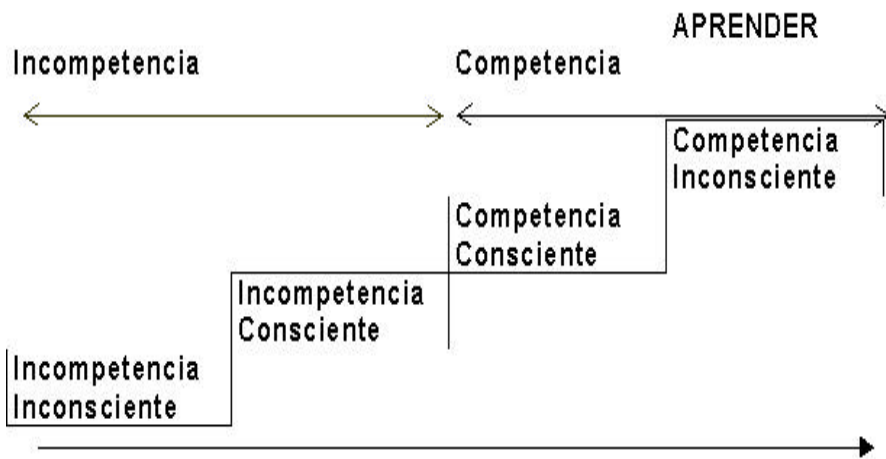 APRENDER
Incompetencia
Competencia
Competencia
Inconsciente
Competencia
Consciente
Incompetencia
Consciente
Incompetencia
Inconsciente